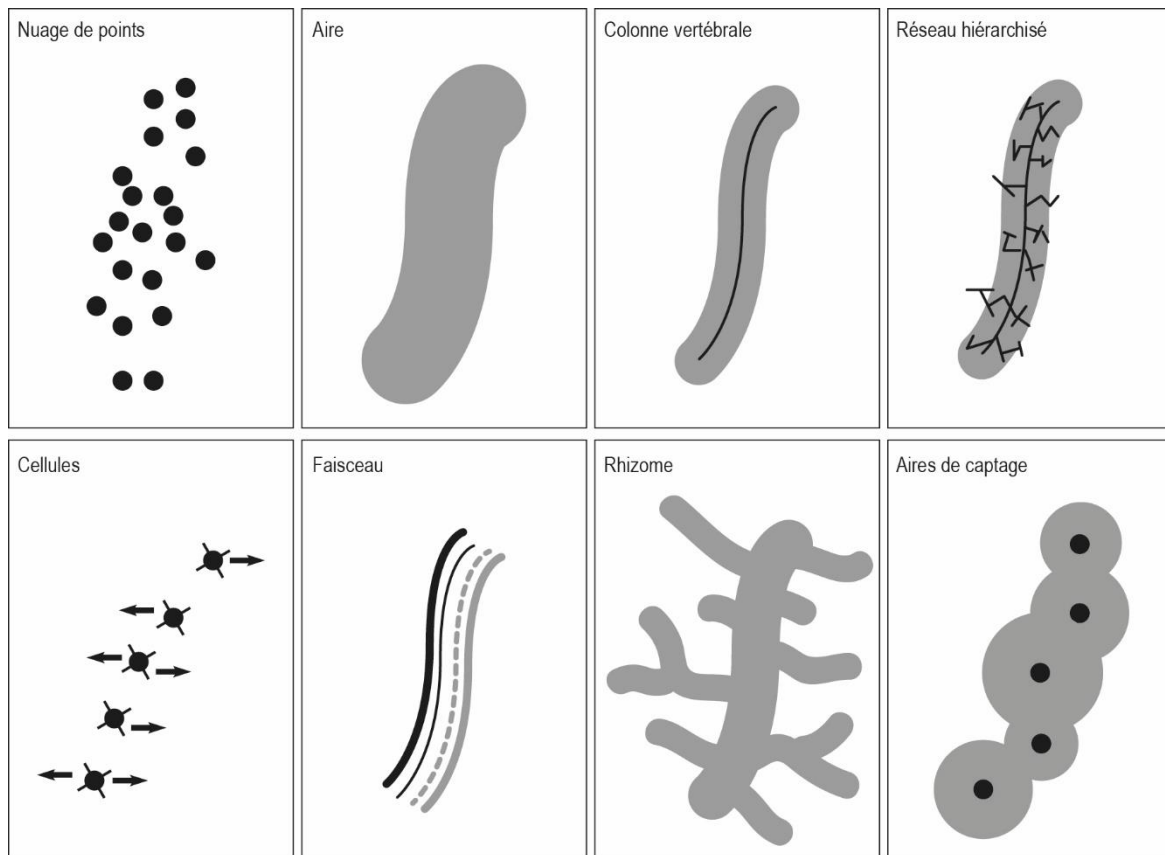 Nuage de points
Aire
Colonne vertébrale
Réseau hiérarchisé
Cellules
Faisceau
Rhizome
Aires de captage